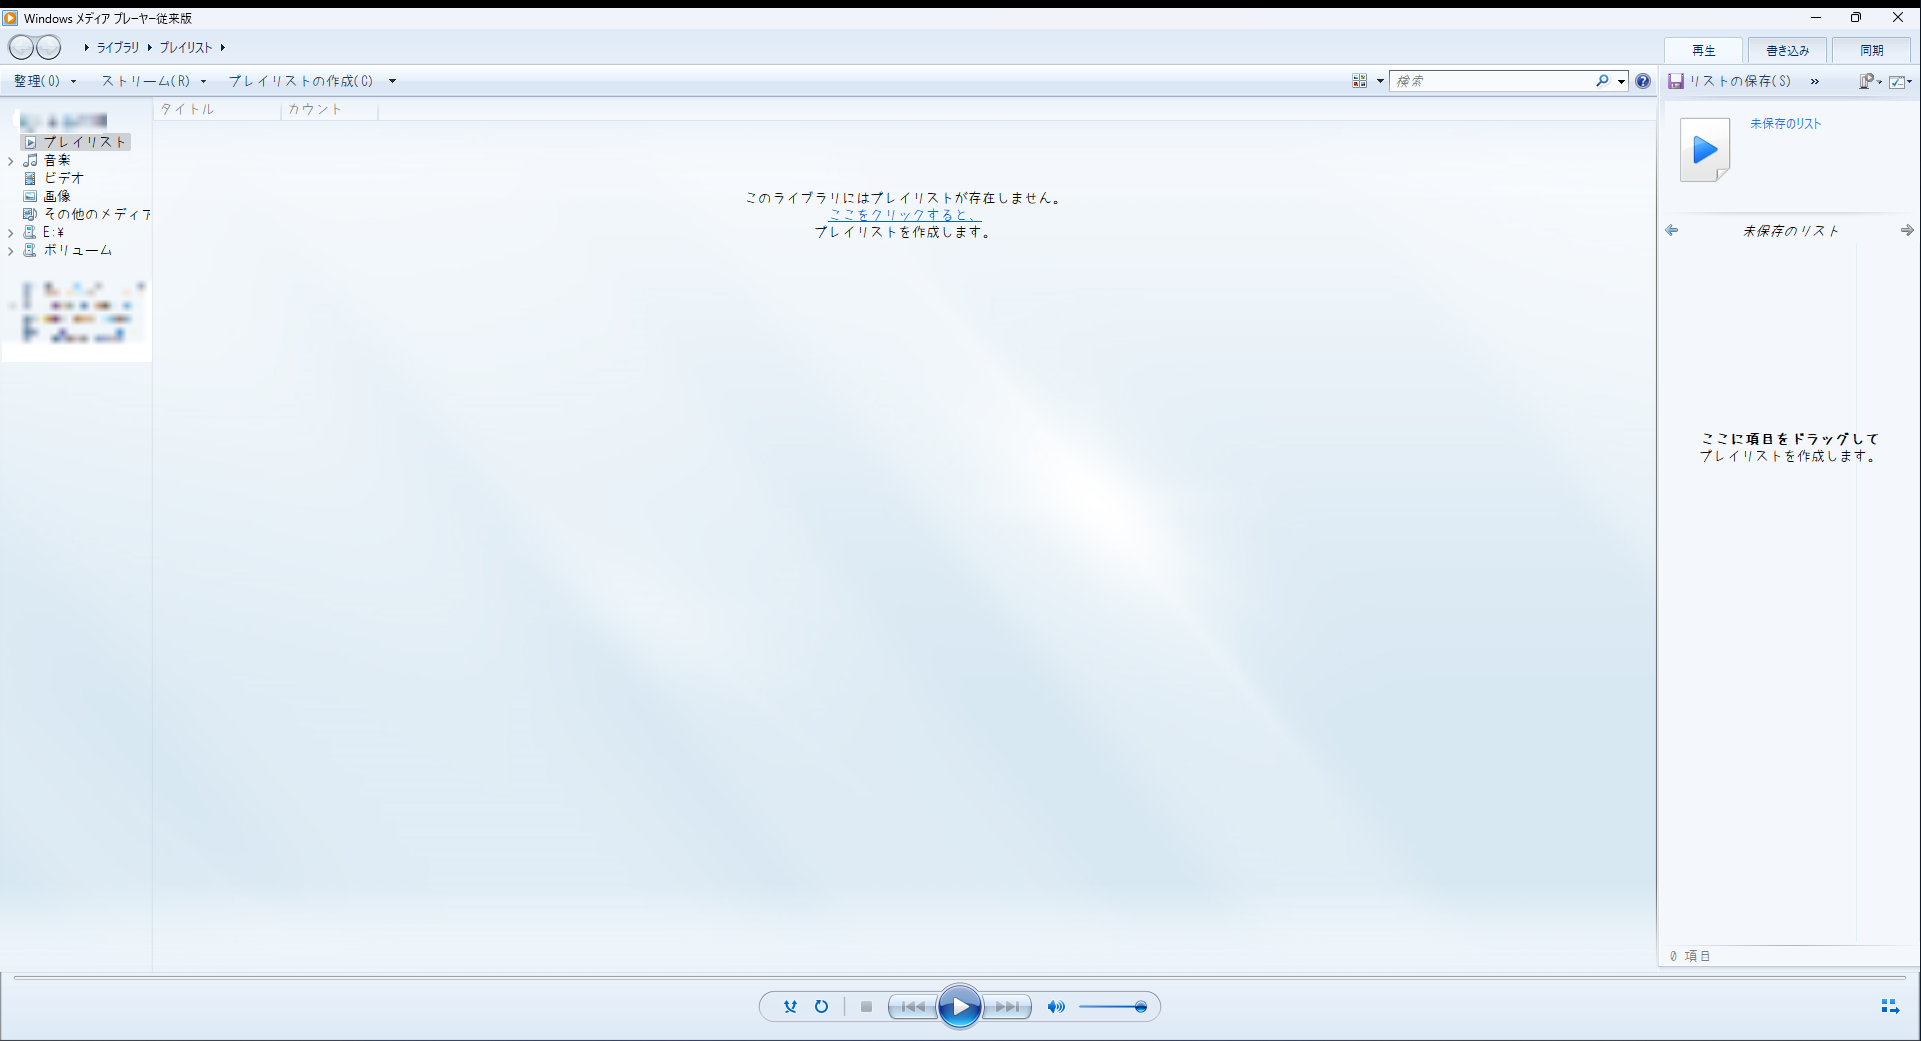 Windows メディア プレーヤー従来版
ライブラリ プレイリスト
再生 書き込み 同期
整理(O) ストリーム(R) プレイリストの作成(C) 検索 リストの保存(S) »
タイトル カウント
プレイリスト
音楽
ビデオ
画像
その他のメディア
E:¥
ボリューム
このライブラリにはプレイリストが存在しません。
ここをクリックすると、
プレイリストを作成します。
未保存のリスト
未保存のリスト
ここに項目をドラッグして
プレイリストを作成します。
0 項目